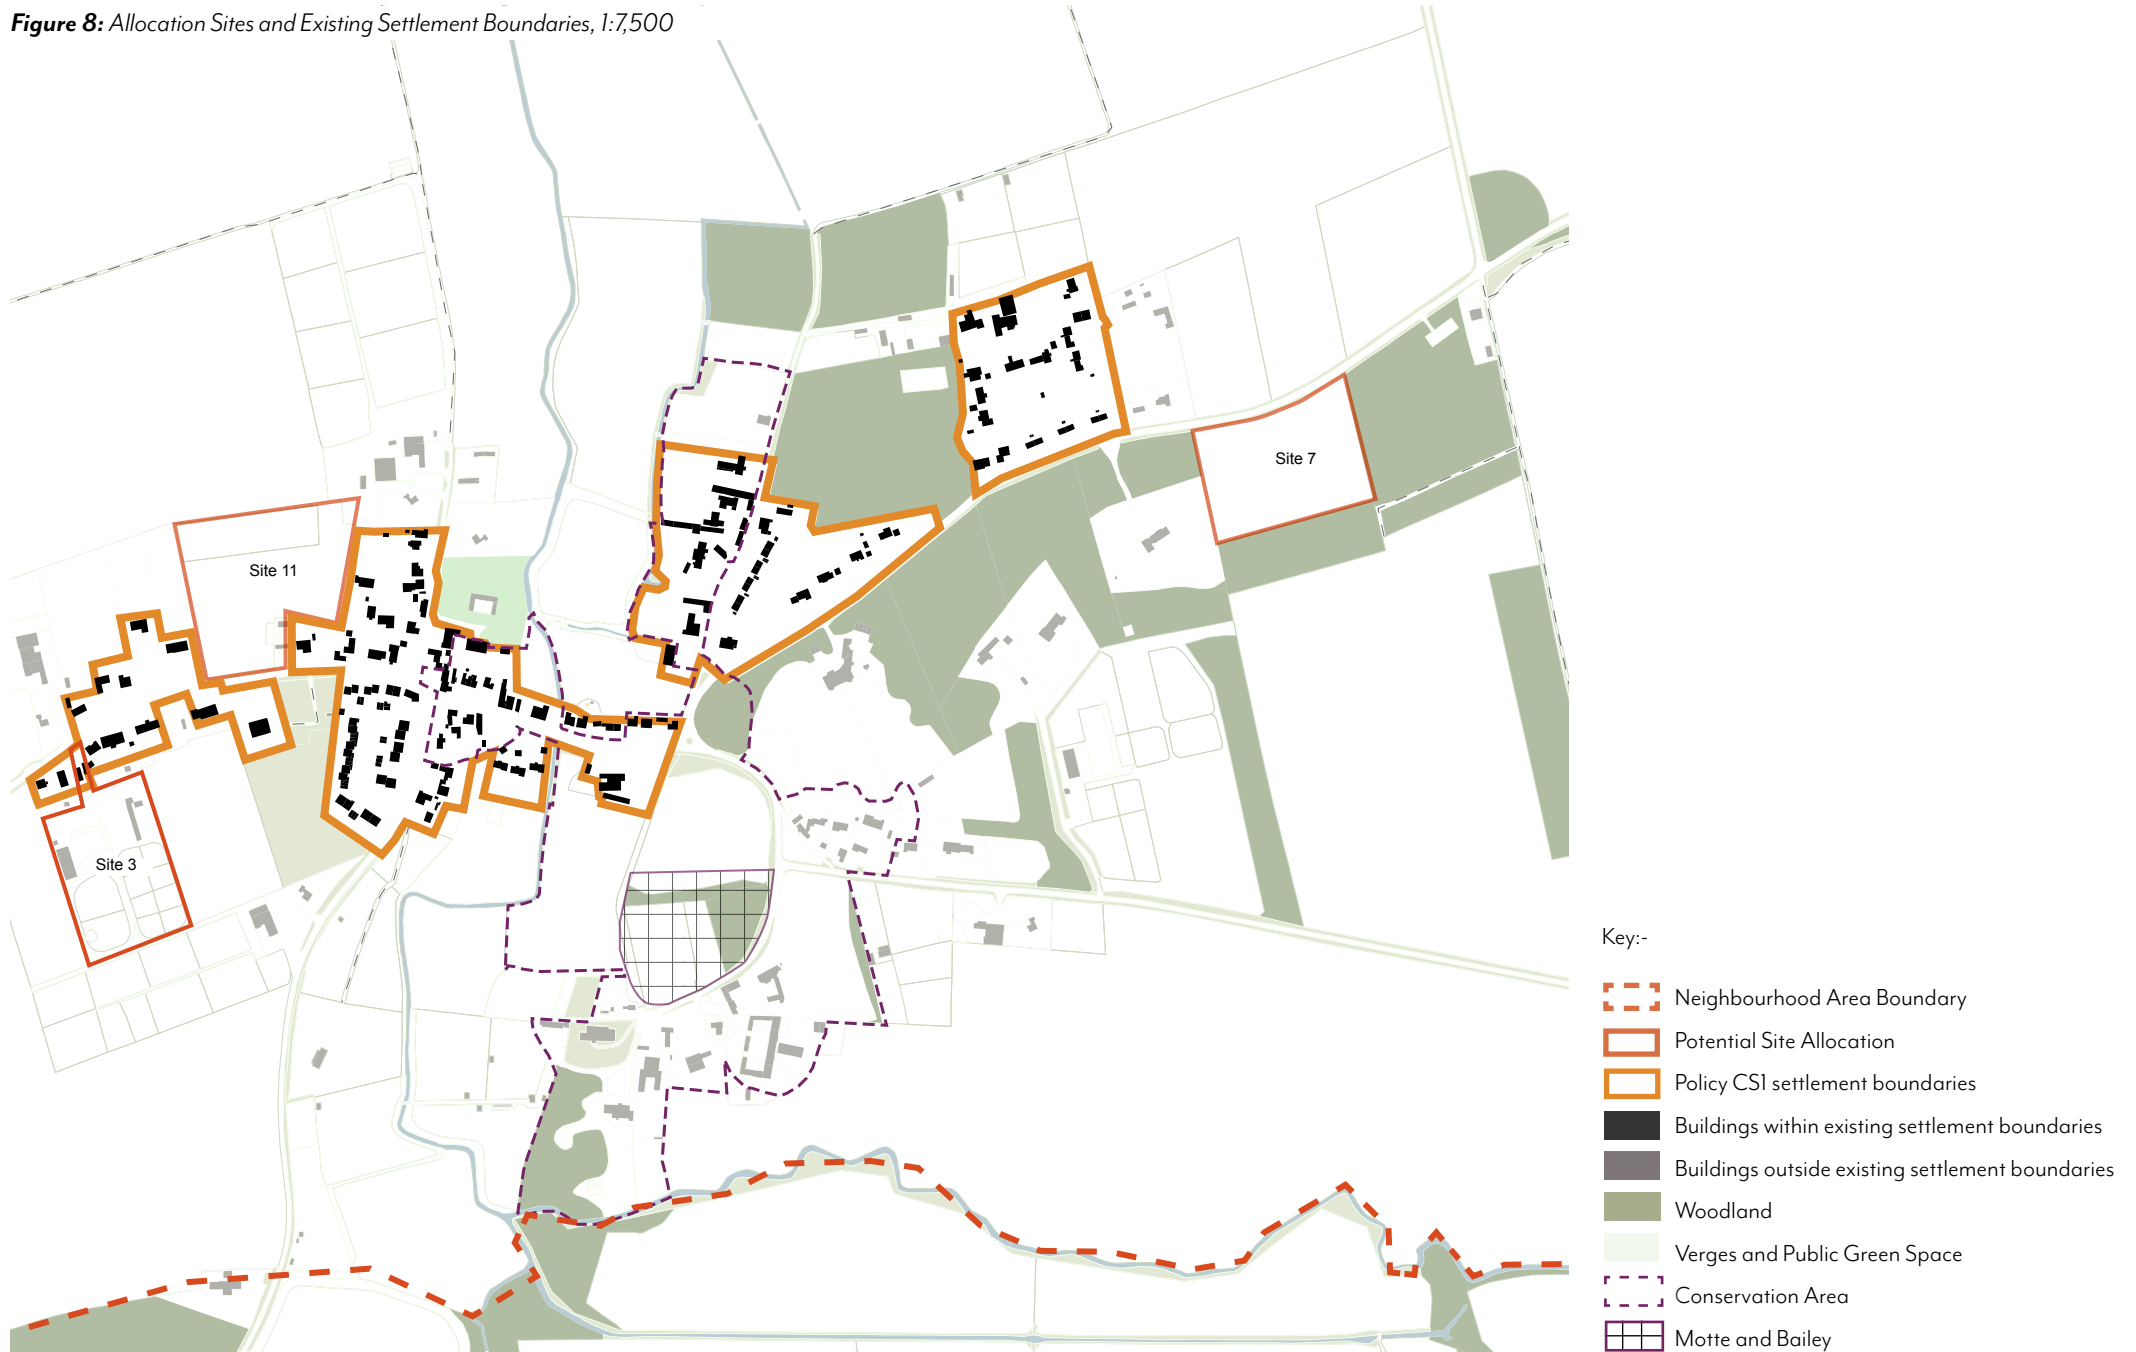 Figure 8: Allocation Sites and Existing Settlement Boundaries, 1:7,500
Site 7
Site 11
Site 3
Key:-
Neighbourhood Area Boundary
Potential Site Allocation
Policy CS1 settlement boundaries
Buildings within existing settlement boundaries
Buildings outside existing settlement boundaries
Woodland
Verges and Public Green Space
Conservation Area
Motte and Bailey